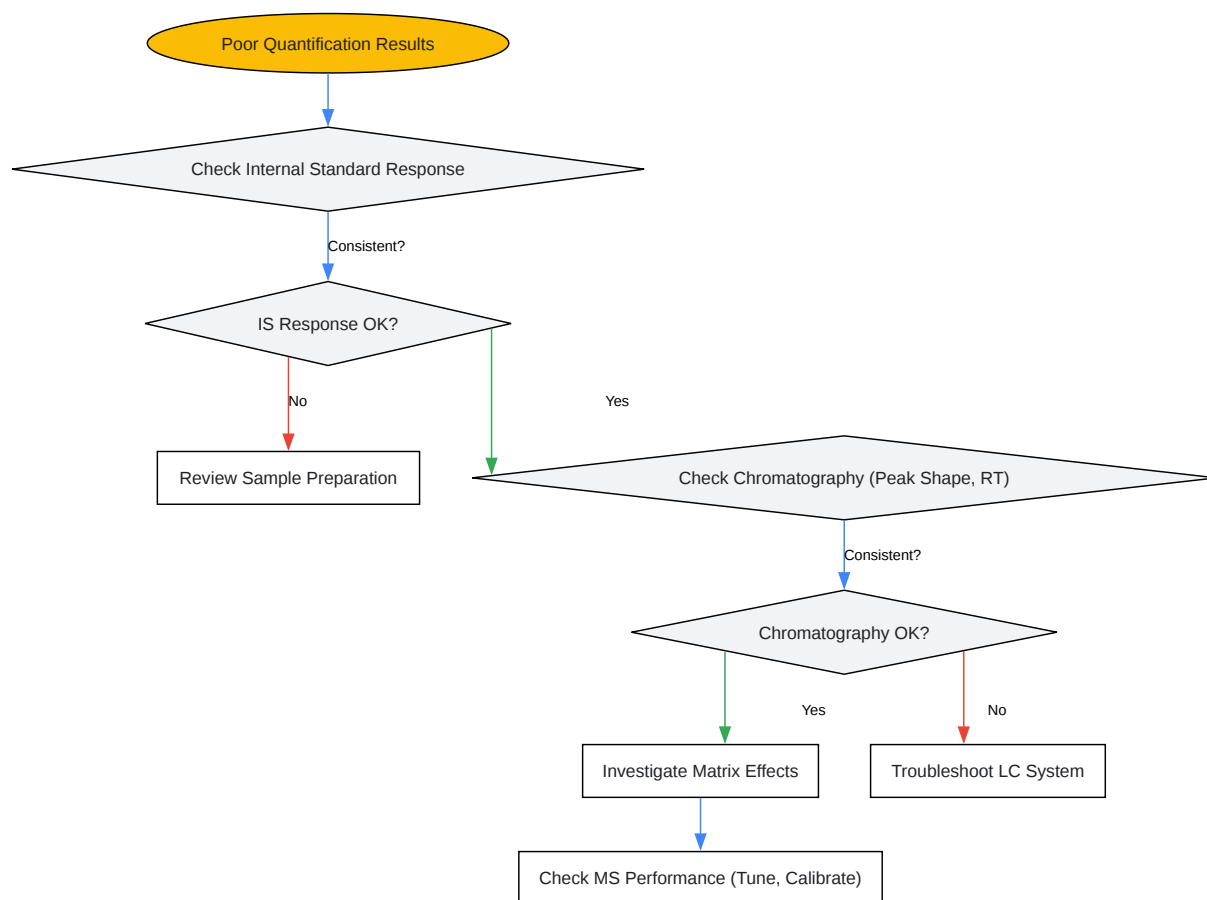 Poor Quantification Results
Check Internal Standard Response
Consistent?
IS Response OK?
No
Yes
Review Sample Preparation
Check Chromatography (Peak Shape, RT)
Consistent?
Chromatography OK?
Yes
No
Investigate Matrix Effects
Troubleshoot LC System
Check MS Performance (Tune, Calibrate)